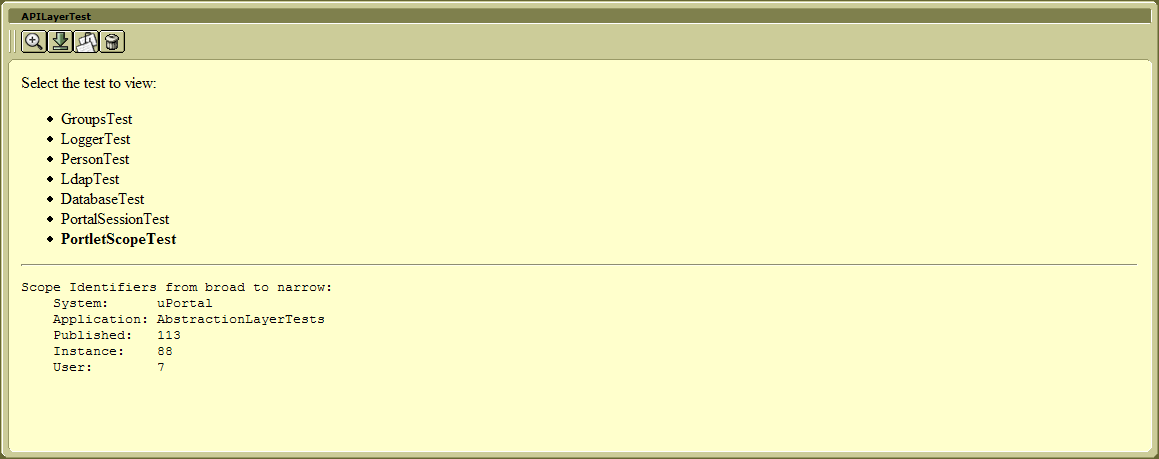 APILayerTest
Select the test to view:
GroupsTest
LoggerTest
PersonTest
LdapTest
DatabaseTest
PortalSessionTest
PortletScopeTest
Scope Identifiers from broad to narrow:
System: uPortal
Application: AbstractionLayerTests
Published: 113
Instance: 88
User: 7